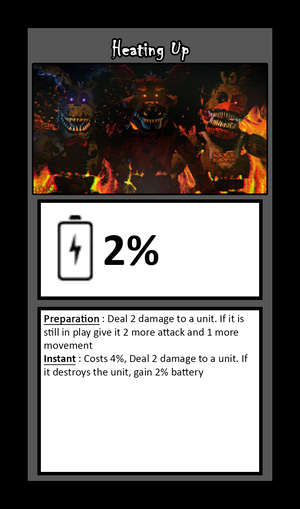 Heating Up
2%
Preparation : Deal 2 damage to a unit. If it is
still in play give it 2 more attack and 1 more
movement
Instant : Costs 4%, Deal 2 damage to a unit. If
it destroys the unit, gain 2% battery